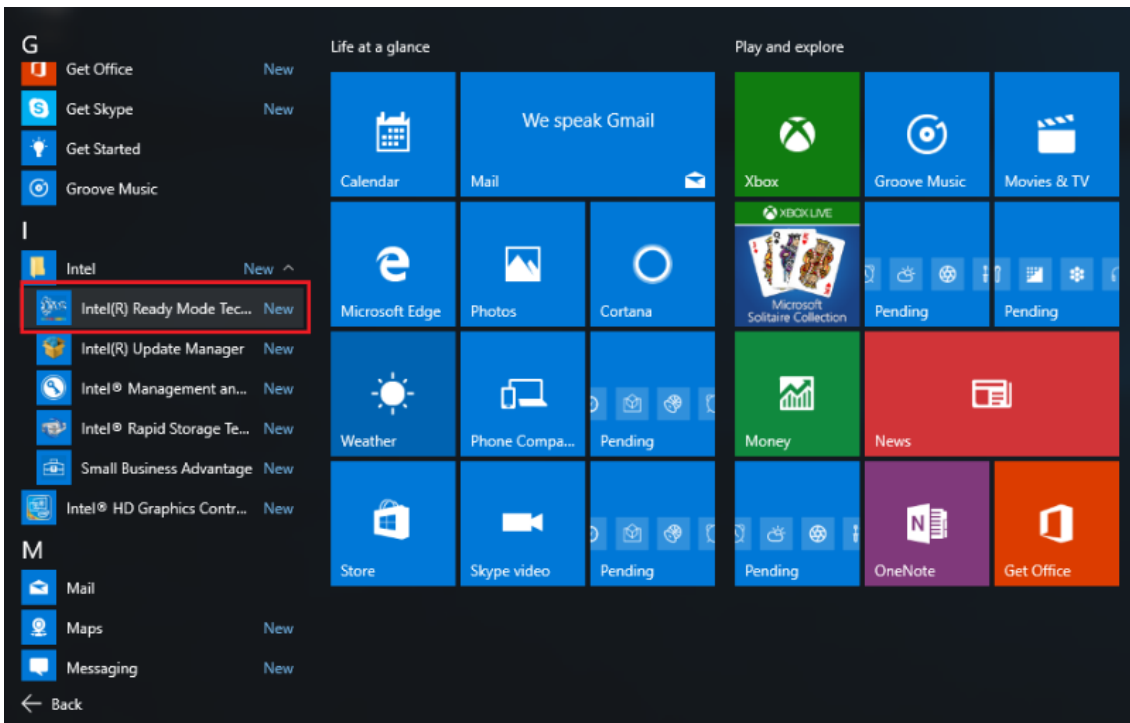 G
Get Office New
Get Skype New
Get Started
Groove Music
I
Intel New
Intel(R) Ready Mode Tec... New
Intel(R) Update Manager New
Intel® Management an... New
Intel® Rapid Storage Te... New
Small Business Advantage New
Intel® HD Graphics Contr... New
M
Mail
Maps New
Messaging New
Back
Life at a glance
Calendar
We speak Gmail
Mail
Microsoft Edge
Photos
Cortana
Weather
Phone Compa...
Pending
Store
Skype video
Pending
Play and explore
Xbox
Groove Music
Movies & TV
XBOX LIVE
Microsoft
Solitaire Collection
Pending
Pending
Money
News
Pending
OneNote
Get Office